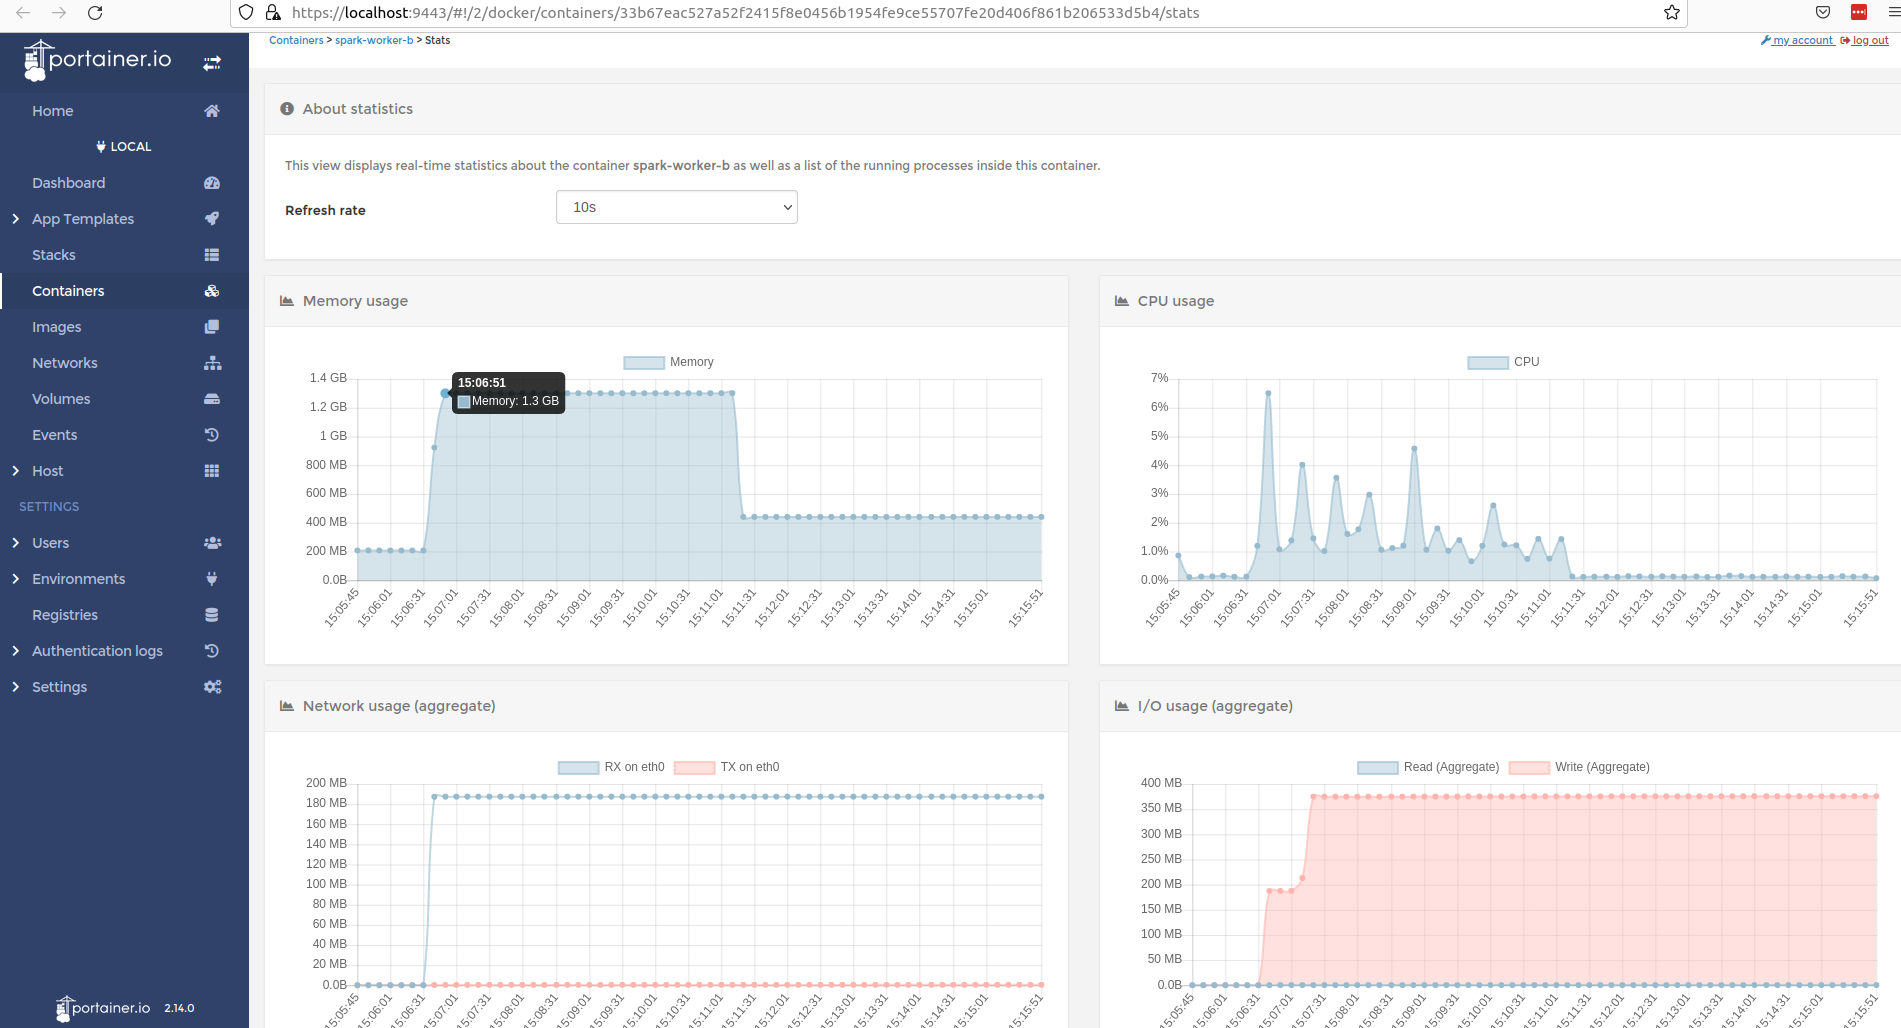 https://localhost:9443/#!/2/docker/containers/33b67eac527a52f2415f8e0456b1954fe9ce55707fe20d406f861b206533d5b4/stats
portainer.io
Home
LOCAL
Dashboard
App Templates
Stacks
Containers
Images
Networks
Volumes
Events
Host
SETTINGS
Users
Environments
Registries
Authentication logs
Settings
portainer.io 2.14.0
Containers > spark-worker-b > Stats
my account log out
About statistics
This view displays real-time statistics about the container spark-worker-b as well as a list of the running processes inside this container.
Refresh rate
10s
Memory usage
Memory
1.4 GB
1.2 GB
1 GB
800 MB
600 MB
400 MB
200 MB
0.0B
15:06:51
Memory: 1.3 GB
15:05:45
15:06:01
15:06:31
15:07:01
15:07:31
15:08:01
15:08:31
15:09:01
15:09:31
15:10:01
15:10:31
15:11:01
15:11:31
15:12:01
15:12:31
15:13:01
15:13:31
15:14:01
15:14:31
15:15:01
15:15:51
CPU usage
CPU
7%
6%
5%
4%
3%
2%
1.0%
0.0%
15:05:45
15:06:01
15:06:31
15:07:01
15:07:31
15:08:01
15:08:31
15:09:01
15:09:31
15:10:01
15:10:31
15:11:01
15:11:31
15:12:01
15:12:31
15:13:01
15:13:31
15:14:01
15:14:31
15:15:01
15:15:51
Network usage (aggregate)
RX on eth0
TX on eth0
200 MB
180 MB
160 MB
140 MB
120 MB
100 MB
80 MB
60 MB
40 MB
20 MB
0.0B
15:05:45
15:06:01
15:06:31
15:07:01
15:07:31
15:08:01
15:08:31
15:09:01
15:09:31
15:10:01
15:10:31
15:11:01
15:11:31
15:12:01
15:12:31
15:13:01
15:13:31
15:14:01
15:14:31
15:15:01
15:15:51
I/O usage (aggregate)
Read (Aggregate)
Write (Aggregate)
400 MB
350 MB
300 MB
250 MB
200 MB
150 MB
100 MB
50 MB
0.0B
15:05:45
15:06:01
15:06:31
15:07:01
15:07:31
15:08:01
15:08:31
15:09:01
15:09:31
15:10:01
15:10:31
15:11:01
15:11:31
15:12:01
15:12:31
15:13:01
15:13:31
15:14:01
15:14:31
15:15:01
15:15:51